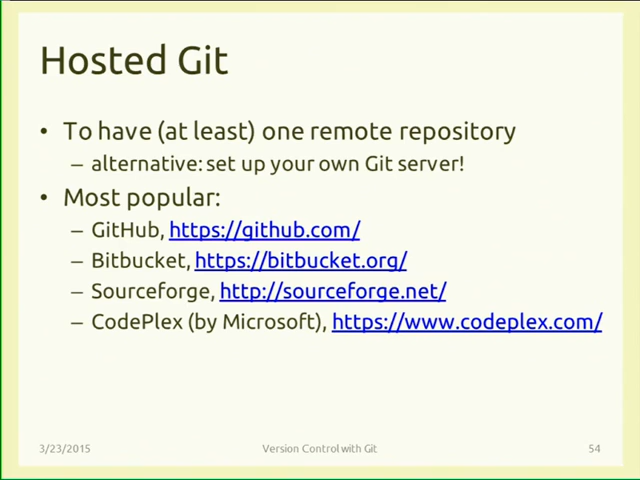 Hosted Git
• To have (at least) one remote repository
– alternative: set up your own Git server!
• Most popular:
– GitHub, https://github.com/
– Bitbucket, https://bitbucket.org/
– Sourceforge, http://sourceforge.net/
– CodePlex (by Microsoft), https://www.codeplex.com/
3/23/2015 Version Control with Git 54